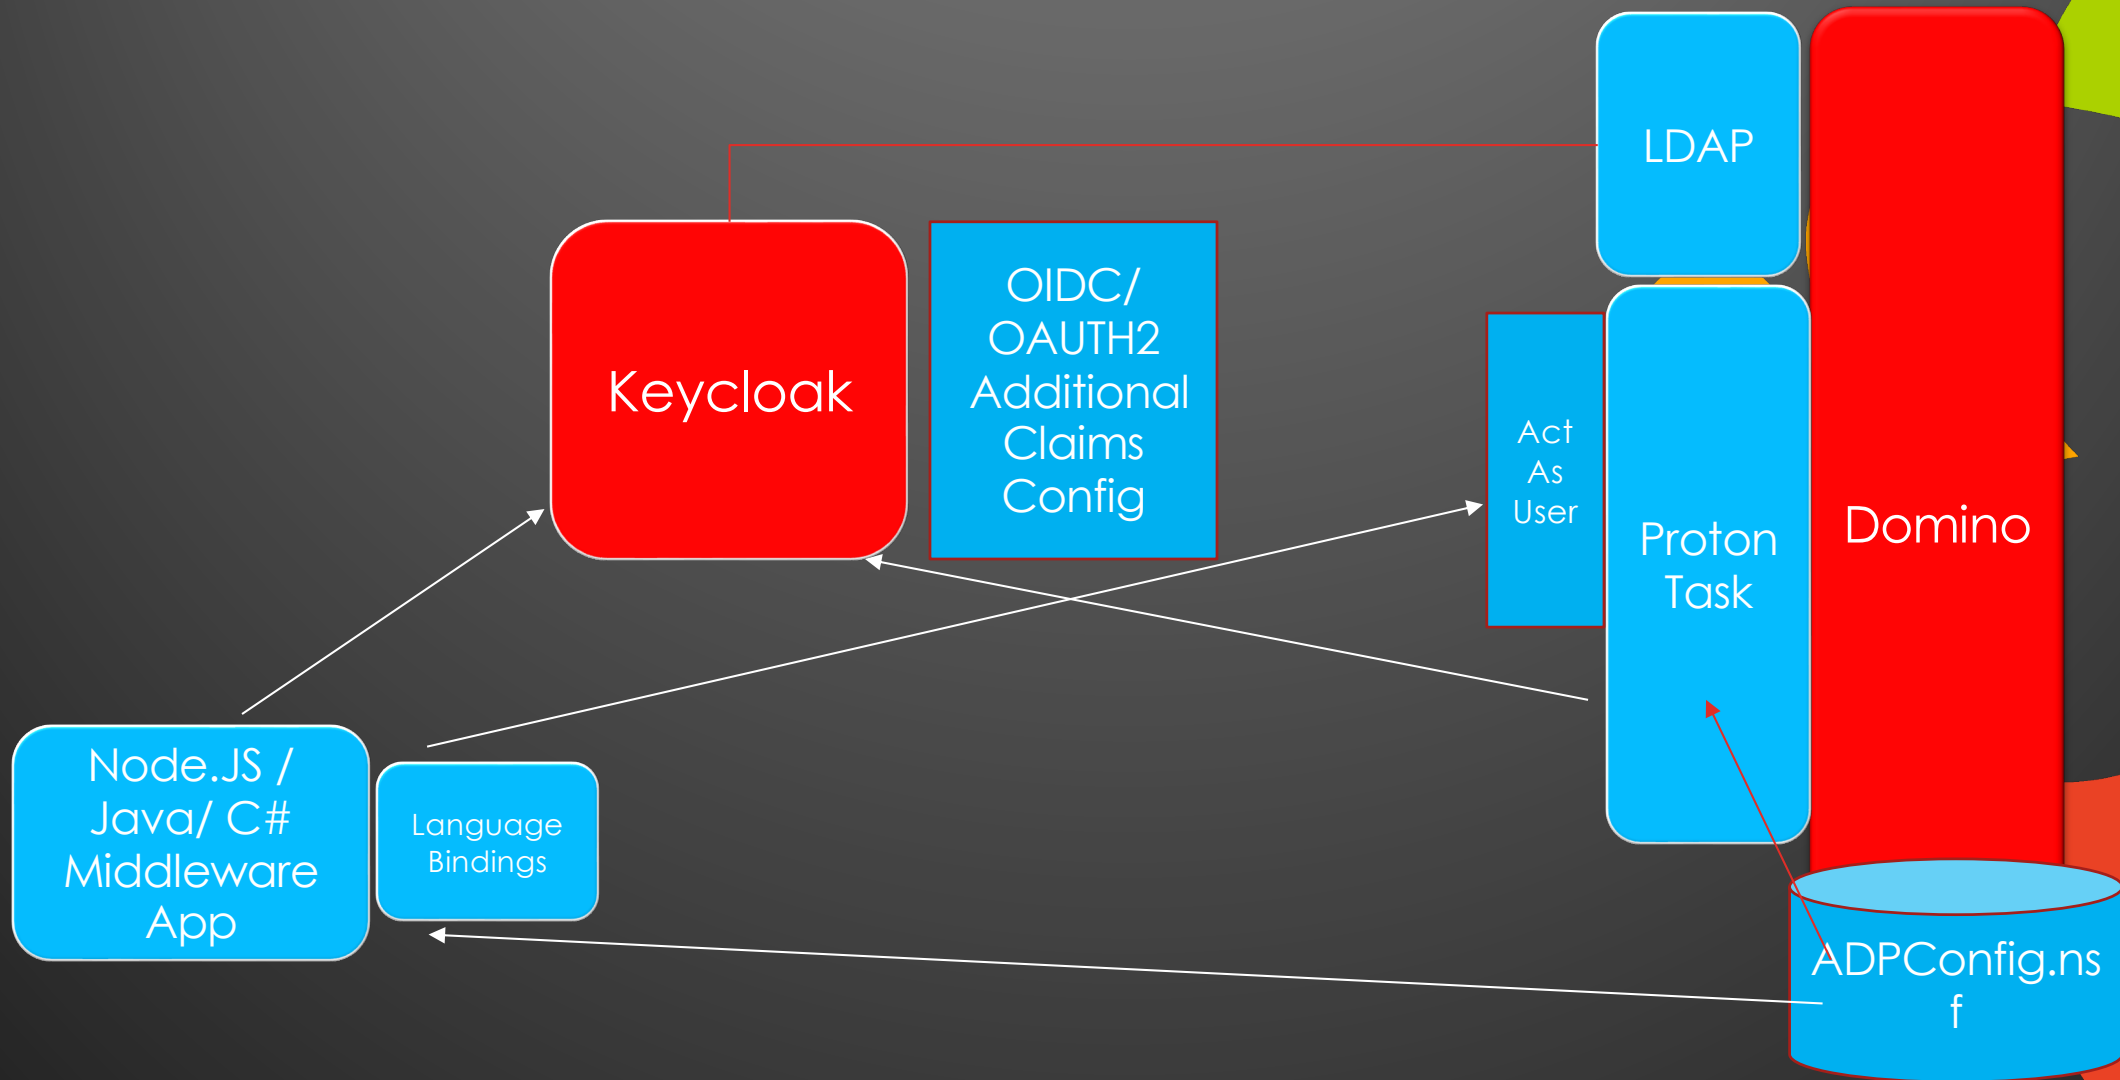 LDAP
Keycloak
OIDC/
OAUTH2
Additional
Claims
Config
Act
As
User
Proton
Task
Domino
Node.JS /
Java/ C#
Middleware
App
Language
Bindings
ADPConfig.ns
f